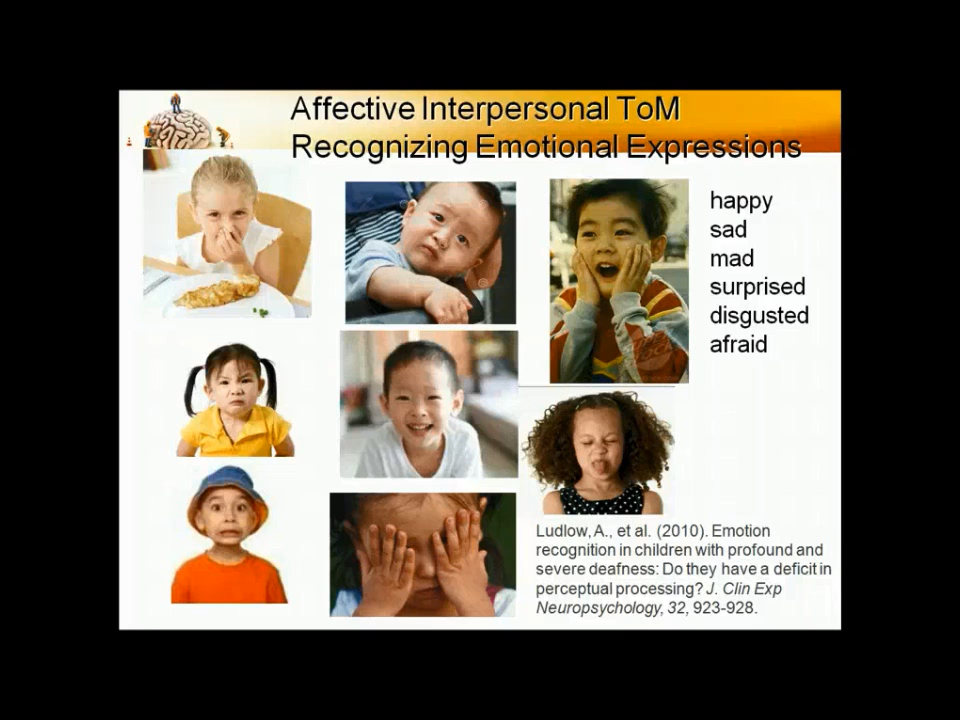 Affective Interpersonal ToM
Recognizing Emotional Expressions
happy
sad
mad
surprised
disgusted
afraid
Ludlow, A., et al. (2010). Emotion
recognition in children with profound and
severe deafness: Do they have a deficit in
perceptual processing? J. Clin Exp
Neuropsychology, 32, 923-928.